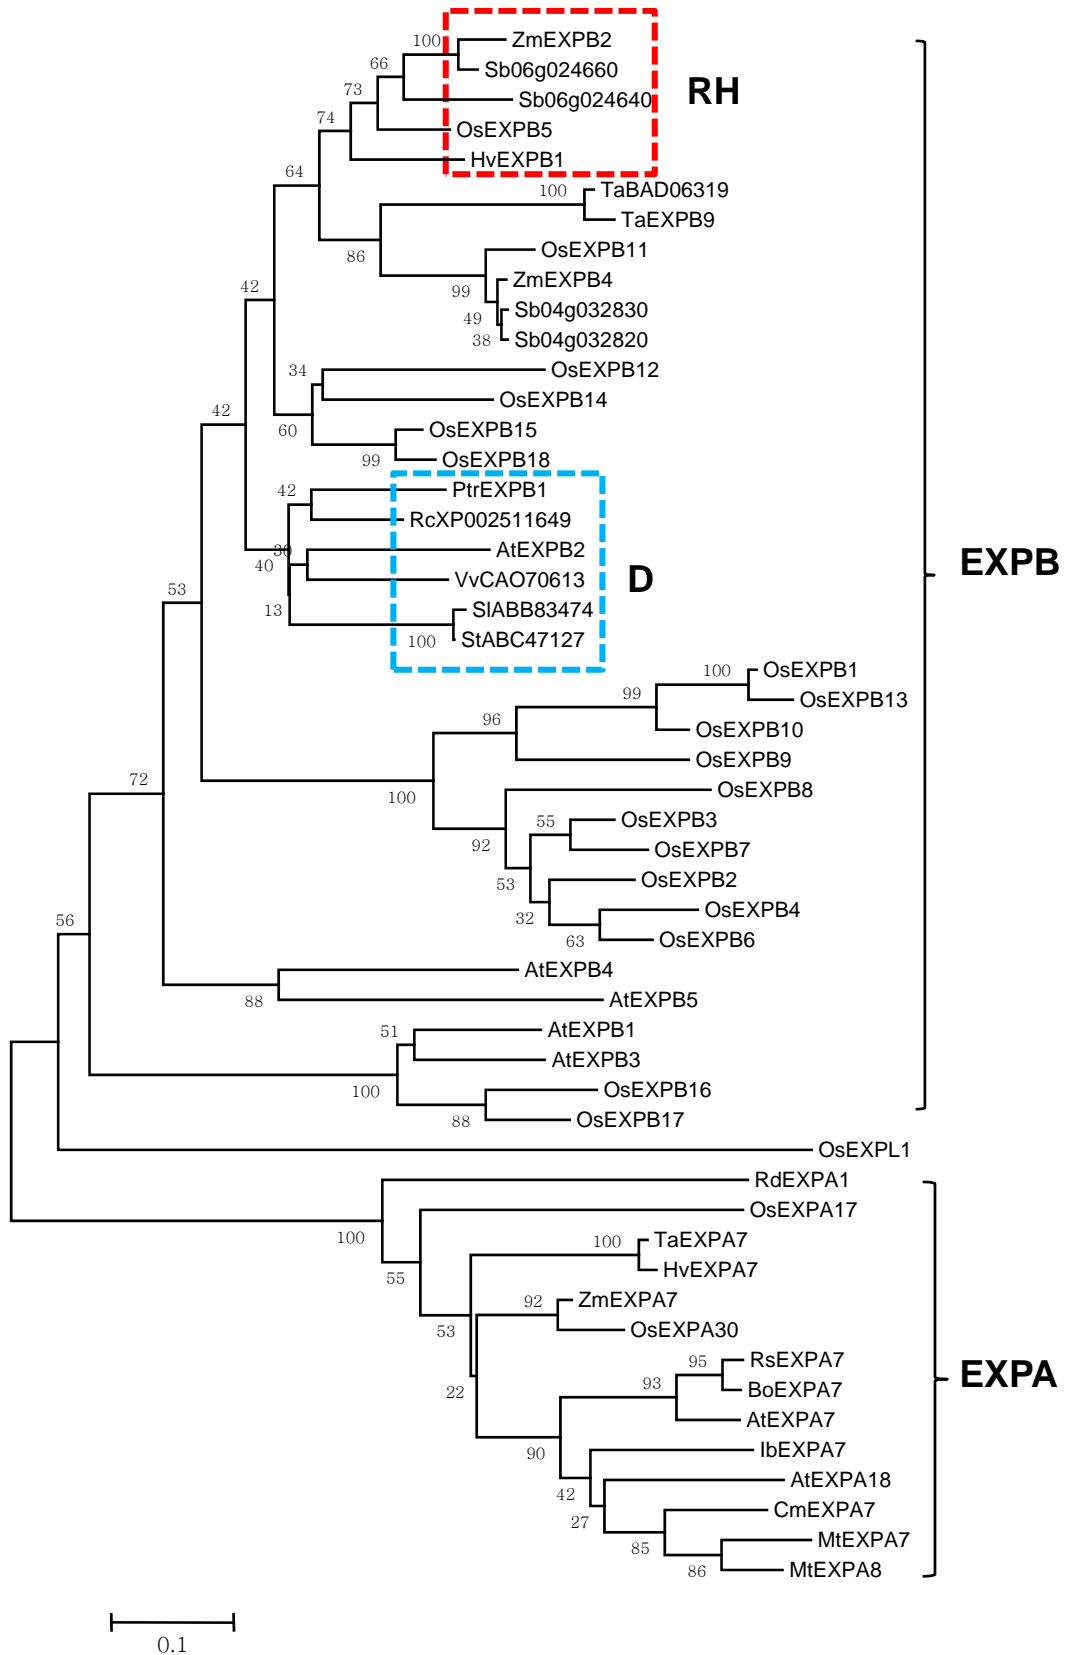 100 ZmEXPB2
66 Sb06g024660
73 Sb06g024640
RH
74 OsEXPB5
HvEXPB1
64
100 TaBAD06319
TaEXPB9
86 OsEXPB11
42 ZmEXPB4
99
Sb04g032830
49
38 Sb04g032820
34 OsEXPB12
OsEXPB14
42
60 OsEXPB15
99 OsEXPB18
42 PtrEXPB1
RcXP002511649
30 AtEXPB2
40
EXPB
VvCAO70613
D
53
13 SlABB83474
100 StABC47127
100 OsEXPB1
99 OsEXPB13
96 OsEXPB10
OsEXPB9
72
100 OsEXPB8
55 OsEXPB3
92 OsEXPB7
53 OsEXPB2
32 OsEXPB4
56
63 OsEXPB6
AtEXPB4
88 AtEXPB5
51 AtEXPB1
AtEXPB3
100 OsEXPB16
88 OsEXPB17
OsEXPL1
RdEXPA1
OsEXPA17
100
100 TaEXPA7
55 HvEXPA7
92 ZmEXPA7
53 OsEXPA30
95 RsEXPA7
EXPA
93 BoEXPA7
22
AtEXPA7
90 IbEXPA7
AtEXPA18
42
27 CmEXPA7
85 MtEXPA7
86 MtEXPA8
0.1